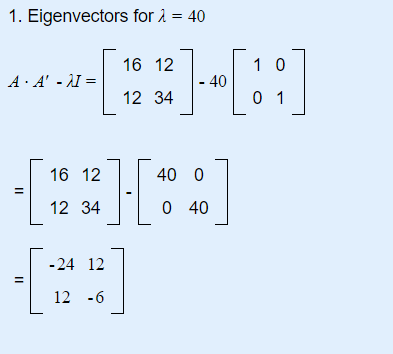 1. Eigenvectors for λ = 40
A · A′ - λI = [ 16 12 ] - 40 [ 1 0 ]
12 34 0 1
= [ 16 12 ] - [ 40 0 ]
12 34 0 40
= [ -24 12 ]
12 -6